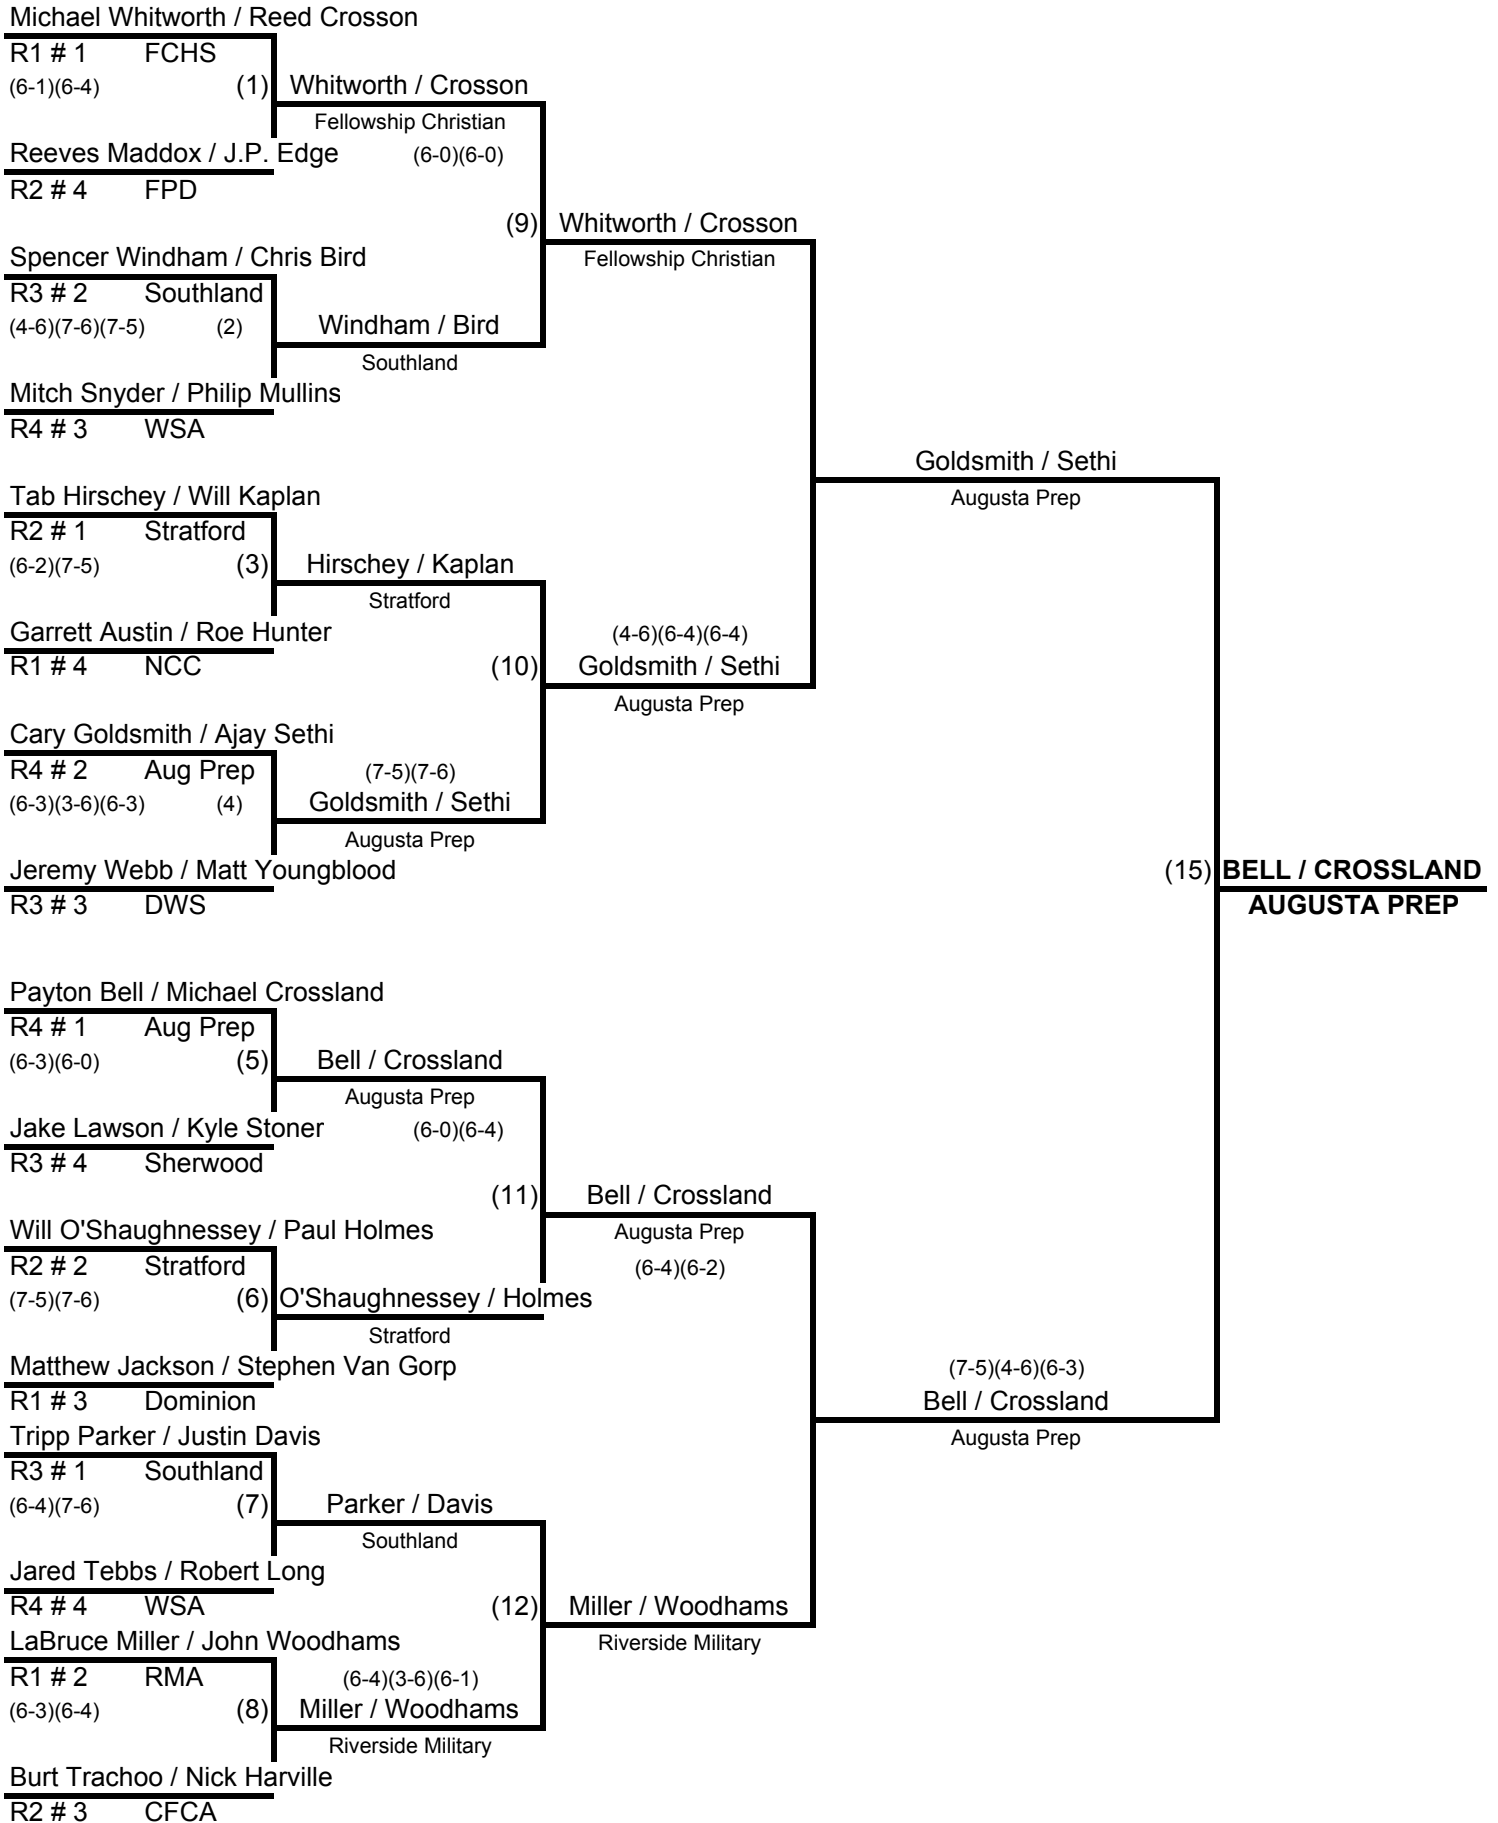 Michael Whitworth / Reed Crosson
R1 # 1 FCHS
(6-1)(6-4) (1) Whitworth / Crosson
Fellowship Christian
Reeves Maddox / J.P. Edge (6-0)(6-0)
R2 # 4 FPD
(9) Whitworth / Crosson
Spencer Windham / Chris Bird Fellowship Christian
R3 # 2 Southland
(4-6)(7-6)(7-5) (2) Windham / Bird
Southland
Mitch Snyder / Philip Mullins
R4 # 3 WSA
Goldsmith / Sethi
Tab Hirschey / Will Kaplan Augusta Prep
R2 # 1 Stratford
(6-2)(7-5) (3) Hirschey / Kaplan
Stratford
Garrett Austin / Roe Hunter (4-6)(6-4)(6-4)
R1 # 4 NCC (10) Goldsmith / Sethi
Augusta Prep
Cary Goldsmith / Ajay Sethi
R4 # 2 Aug Prep (7-5)(7-6)
(6-3)(3-6)(6-3) (4) Goldsmith / Sethi
Augusta Prep
Jeremy Webb / Matt Youngblood (15) BELL / CROSSLAND
R3 # 3 DWS AUGUSTA PREP
Payton Bell / Michael Crossland
R4 # 1 Aug Prep
(6-3)(6-0) (5) Bell / Crossland
Augusta Prep
Jake Lawson / Kyle Stoner (6-0)(6-4)
R3 # 4 Sherwood
(11) Bell / Crossland
Will O'Shaughnessey / Paul Holmes Augusta Prep
R2 # 2 Stratford (6-4)(6-2)
(7-5)(7-6) (6) O'Shaughnessey / Holmes
Stratford
Matthew Jackson / Stephen Van Gorp (7-5)(4-6)(6-3)
R1 # 3 Dominion Bell / Crossland
Tripp Parker / Justin Davis Augusta Prep
R3 # 1 Southland
(6-4)(7-6) (7) Parker / Davis
Southland
Jared Tebbs / Robert Long
R4 # 4 WSA (12) Miller / Woodhams
LaBruce Miller / John Woodhams Riverside Military
R1 # 2 RMA (6-4)(3-6)(6-1)
(6-3)(6-4) (8) Miller / Woodhams
Riverside Military
Burt Trachoo / Nick Harville
R2 # 3 CFCA